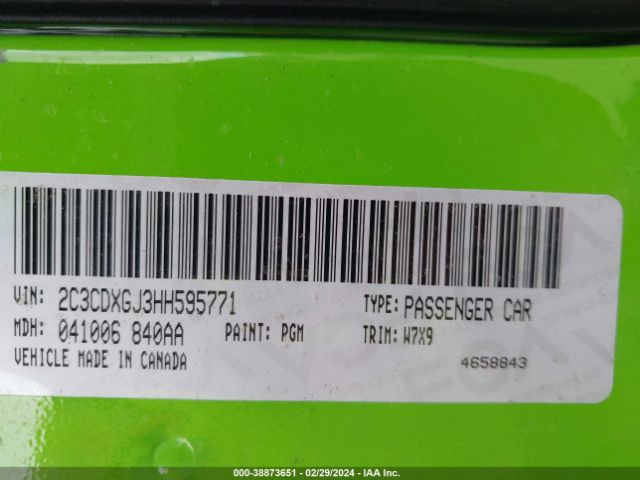 VIN: 2C3CDXGJ3HH595771 TYPE: PASSENGER CAR
MDH: 041006 840AA PAINT: PGM TRIM: W7X9
VEHICLE MADE IN CANADA 4658843
000-38873651 - 02/29/2024 - IAA Inc.